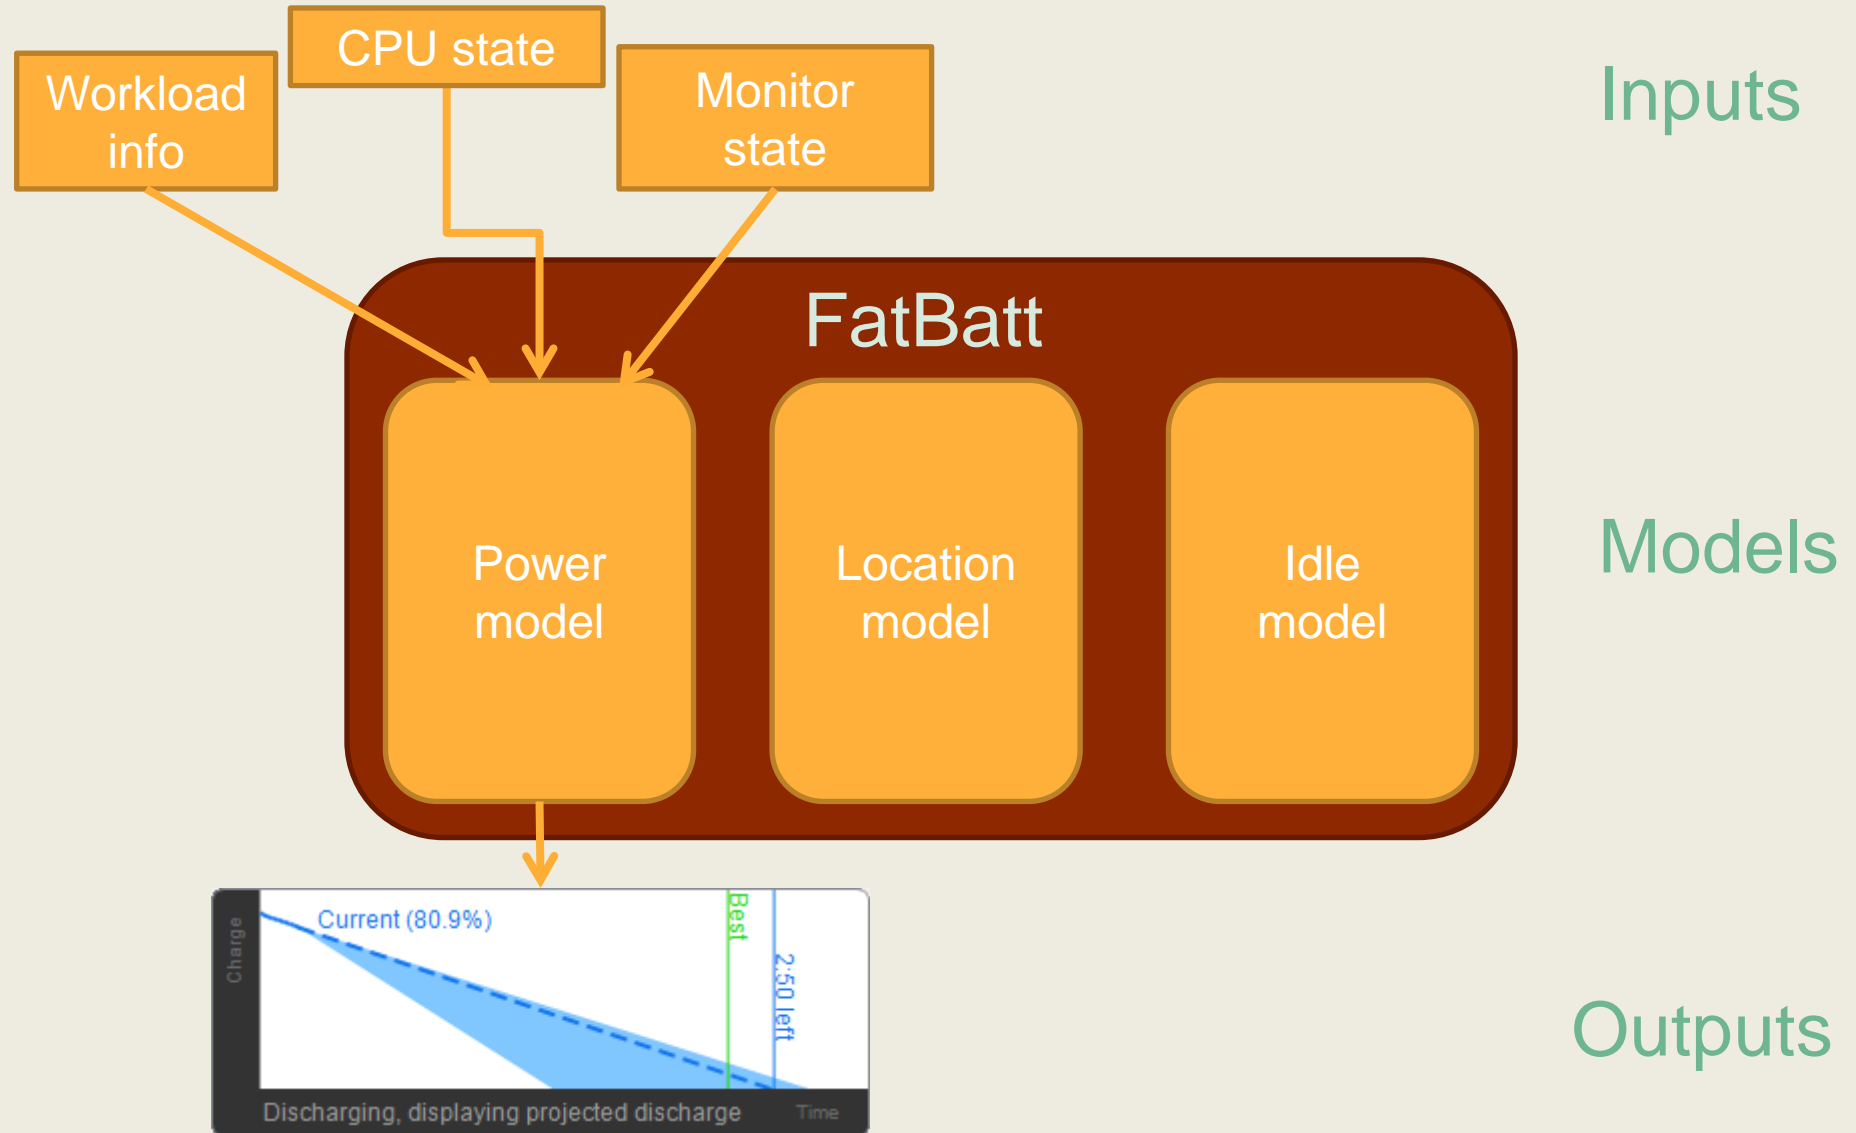 CPU state
Workload
info
Monitor
state
Inputs
FatBatt
Power
model
Location
model
Idle
model
Models
Charge
Current (80.9%)
Best
2:50 left
Discharging, displaying projected discharge
Time
Outputs